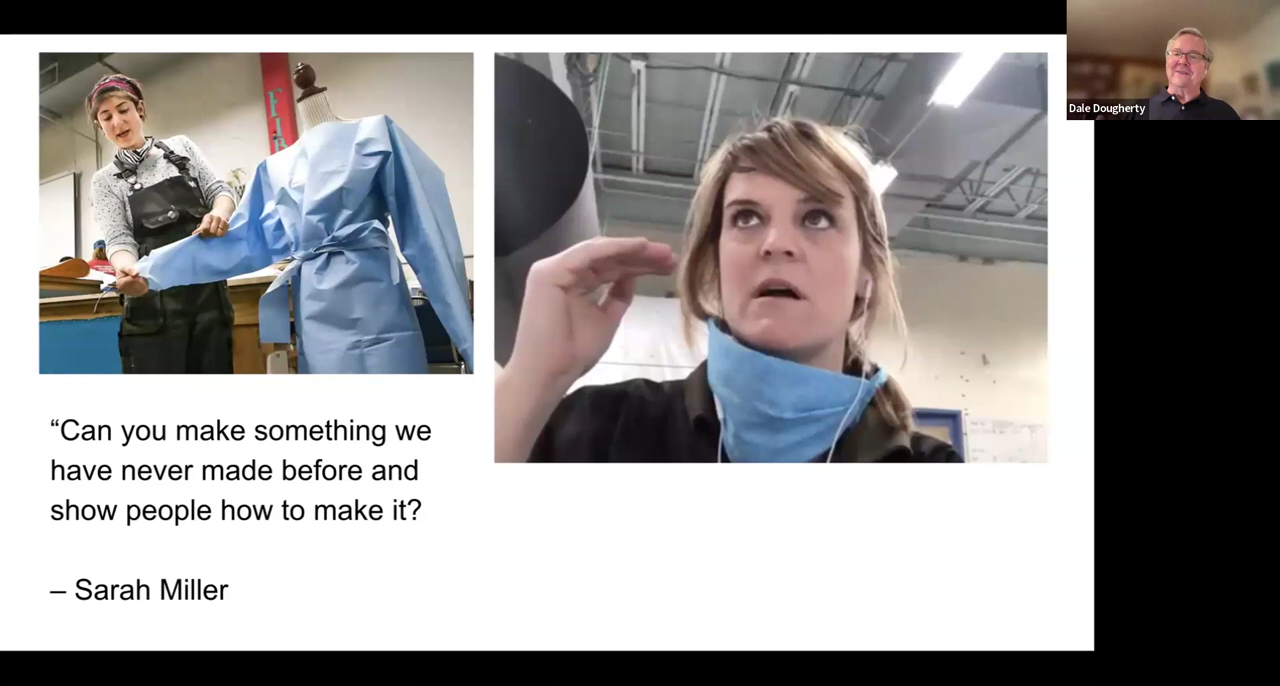 Dale Dougherty
FIB
“Can you make something we
have never made before and
show people how to make it?
– Sarah Miller